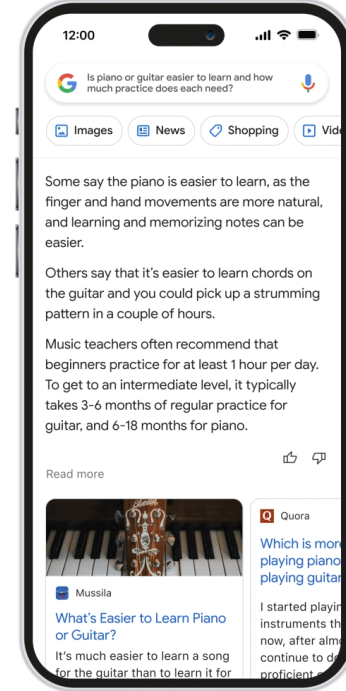 12:00
Is piano or guitar easier to learn and how
much practice does each need?
Images
News
Shopping
Some say the piano is easier to learn, as the
finger and hand movements are more natural,
and learning and memorizing notes can be
easier.
Others say that it’s easier to learn chords on
the guitar and you could pick up a strumming
pattern in a couple of hours.
Music teachers often recommend that
beginners practice for at least 1 hour per day.
To get to an intermediate level, it typically
takes 3-6 months of regular practice for
guitar, and 6-18 months for piano.
Read more
Mussila
What’s Easier to Learn Piano
or Guitar?
It’s much easier to learn a song
for the guitar than to learn it for
Quora
Which is more
playing piano
playing guitar
I started playin
instruments th
now, after almo
continue to do
proficient